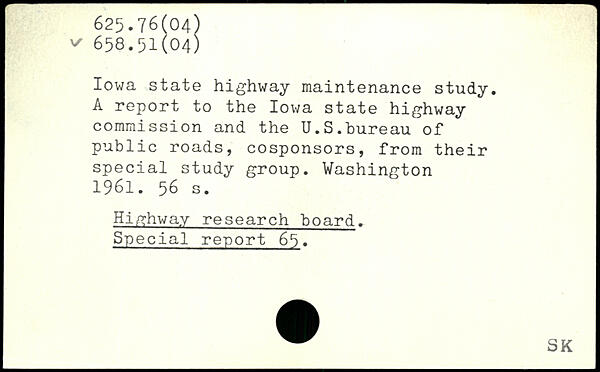 625.76(04)
✓ 658.51(04)
Iowa state highway maintenance study.
A report to the Iowa state highway
commission and the U.S.bureau of
public roads, cosponsors, from their
special study group. Washington
1961. 56 s.
Highway research board.
Special report 65.
SK